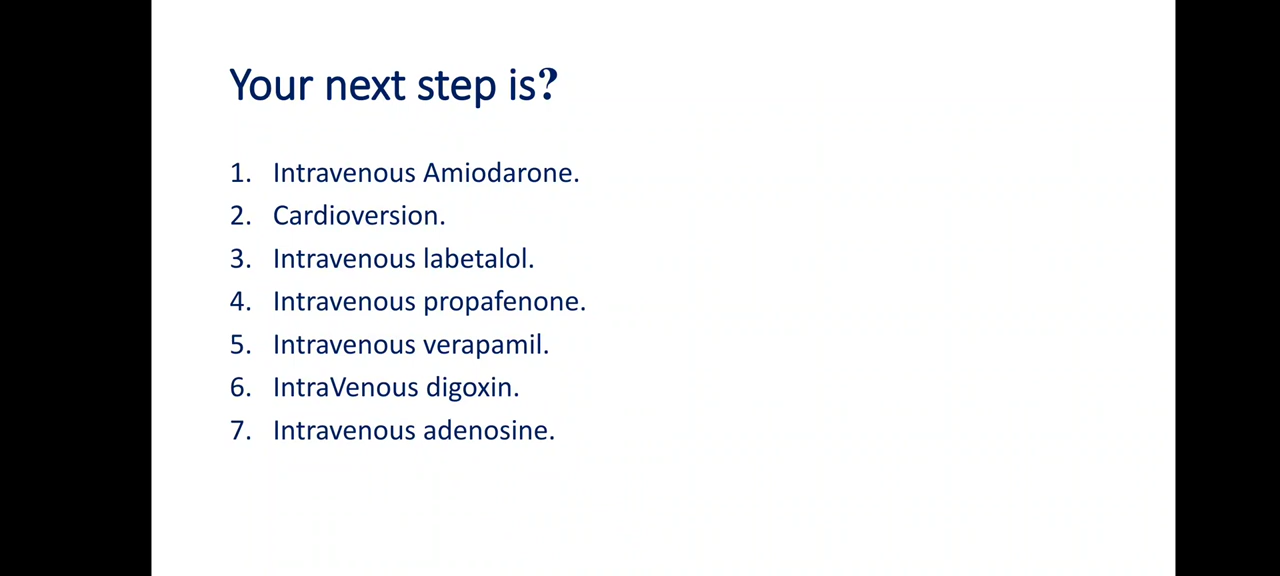 Your next step is?
1. Intravenous Amiodarone.
2. Cardioversion.
3. Intravenous labetalol.
4. Intravenous propafenone.
5. Intravenous verapamil.
6. IntraVenous digoxin.
7. Intravenous adenosine.